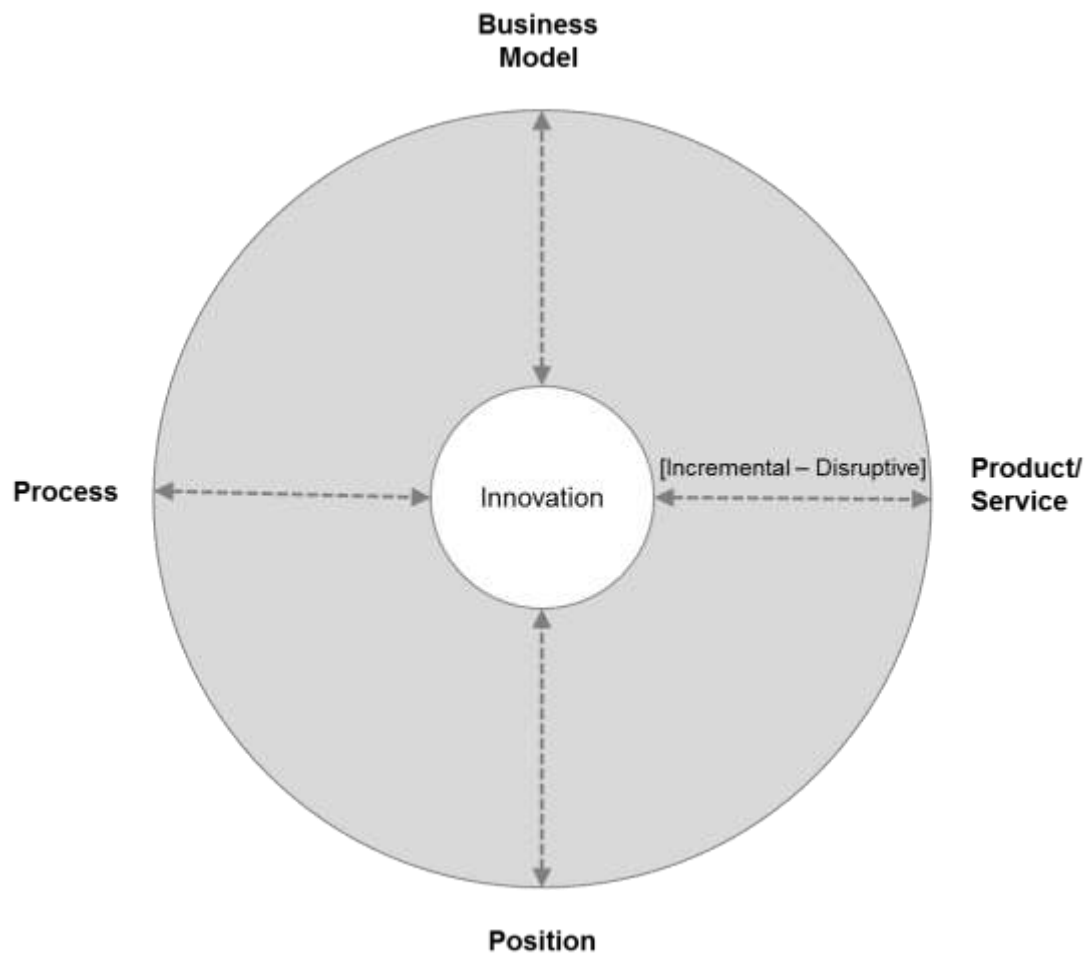 Business
Model
[Incremental – Disruptive]
Product/
Service
Process
Innovation
Position